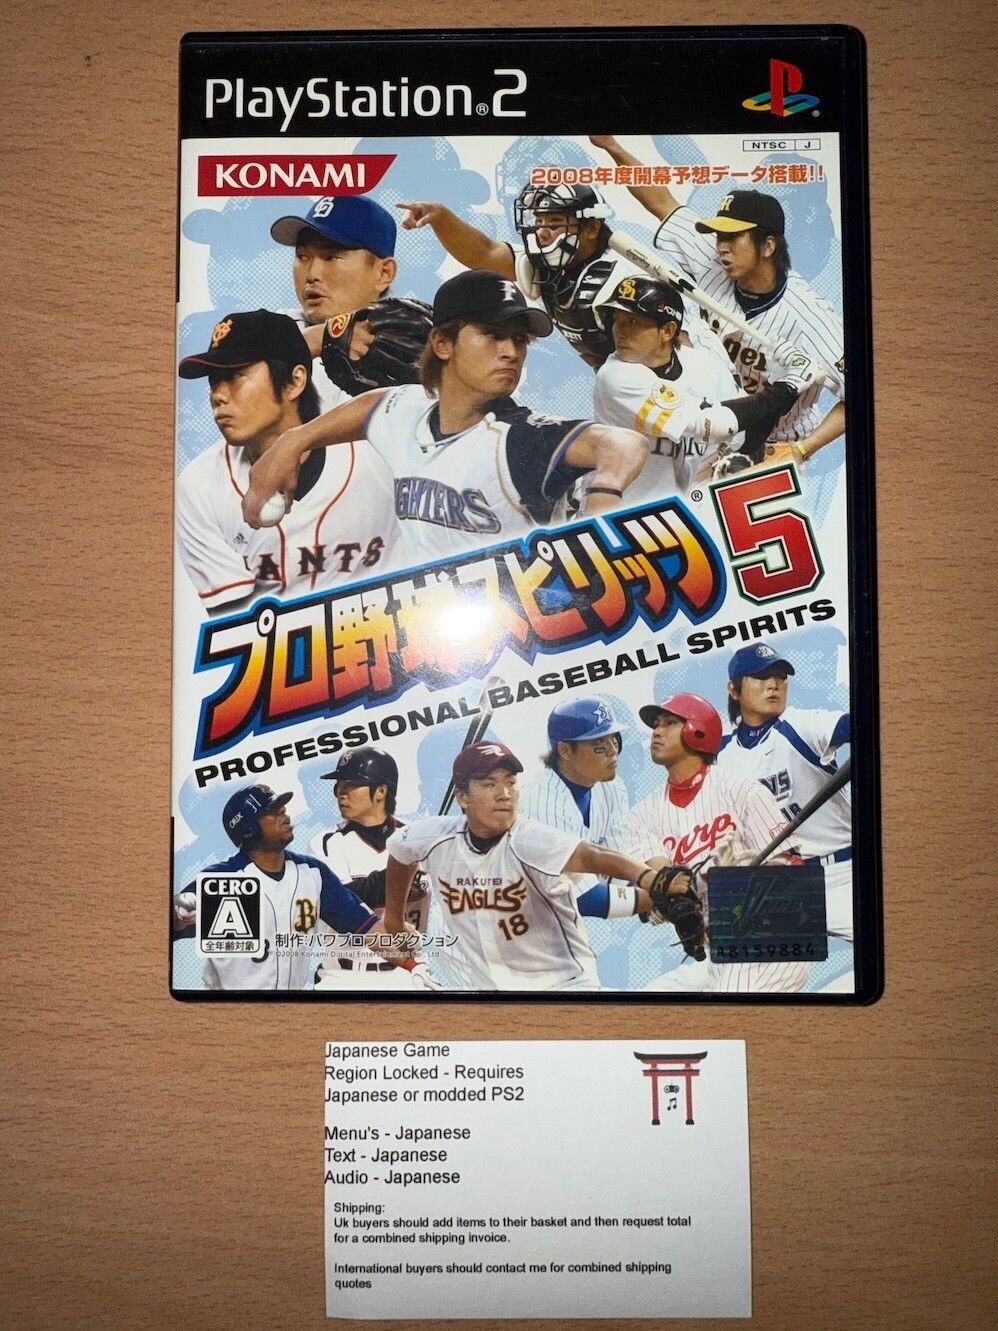 PlayStation®2
NTSC J
KONAMI
2008年度開幕予想データ搭載!!
FIGHTERS
GIANTS
プロ野球スピリッツ®5
PROFESSIONAL BASEBALL SPIRITS
ORIX
RAKUTEN
EAGLES
18
Carp
CERO
A
全年齢対象
制作:パワプロプロダクション
©2008 Konami Digital Entertainment Co., Ltd.
AB159884
Japanese Game
Region Locked - Requires
Japanese or modded PS2
Menu's - Japanese
Text - Japanese
Audio - Japanese
Shipping:
Uk buyers should add items to their basket and then request total
for a combined shipping invoice.
International buyers should contact me for combined shipping
quotes